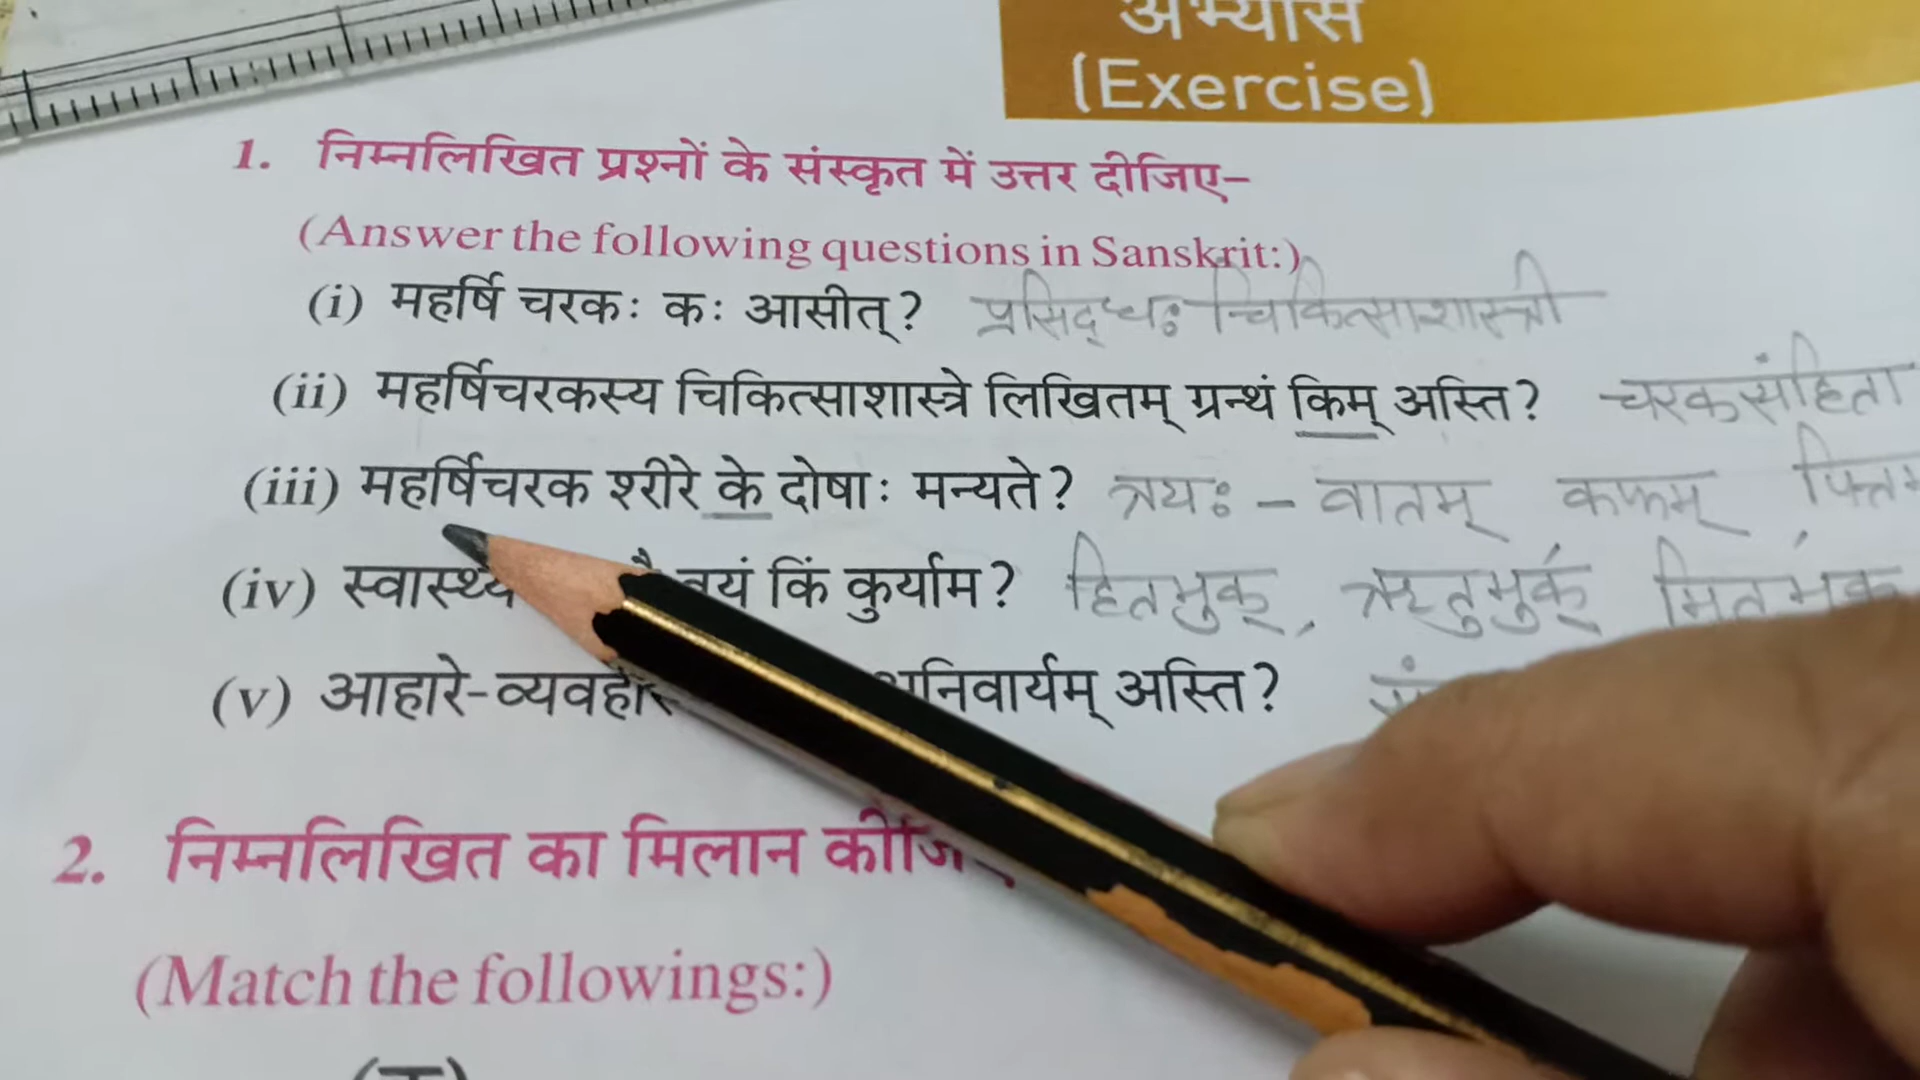 अभ्यास
(Exercise)
1. निम्नलिखित प्रश्नों के संस्कृत में उत्तर दीजिए–
(Answer the following questions in Sanskrit:)
(i) महर्षि चरकः कः आसीत्? प्रसिद्धः चिकित्साशास्त्री
(ii) महर्षिचरकस्य चिकित्साशास्त्रे लिखितम् ग्रन्थं किम् अस्ति? चरकसंहिता
(iii) महर्षिचरक श्रीरे के दोषाः मन्यते? त्रयः – वातम् कफम्
(iv) स्वास्थ्य वयं किं कुर्याम? हितभुक्, ऋतुभुक्
(v) आहारे-व्यवहारे अनिवार्यम् अस्ति?
2. निम्नलिखित का मिलान कीजि
(Match the followings:)